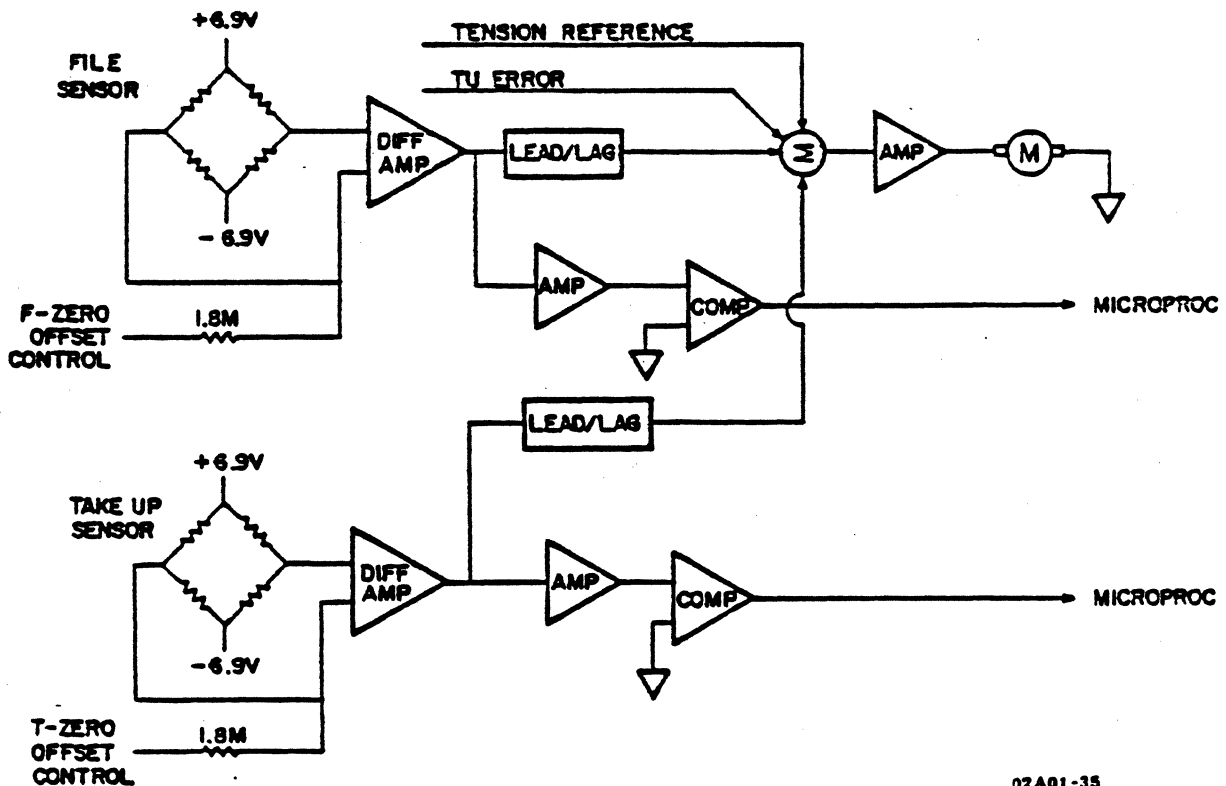 +6.9V
FILE
SENSOR
- 6.9V
F-ZERO
OFFSET
CONTROL
1.8M
TENSION REFERENCE
TU ERROR
DIFF
AMP
LEAD/LAG
Σ
AMP
M
AMP
COMP
MICROPROC
LEAD/LAG
+6.9V
TAKE UP
SENSOR
-6.9V
T-ZERO
OFFSET
CONTROL
1.8M
DIFF
AMP
AMP
COMP
MICROPROC
02A01-35